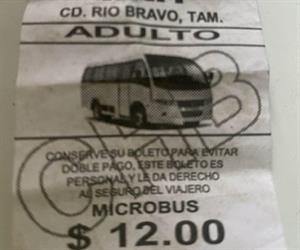 CD. RIO BRAVO, TAM.
ADULTO
CONSERVE SU BOLETO PARA EVITAR
DOBLE PAGO, ESTE BOLETO ES
PERSONAL Y LE DA DERECHO
AL SEGURO DEL VIAJERO
MICROBUS
$ 12.00